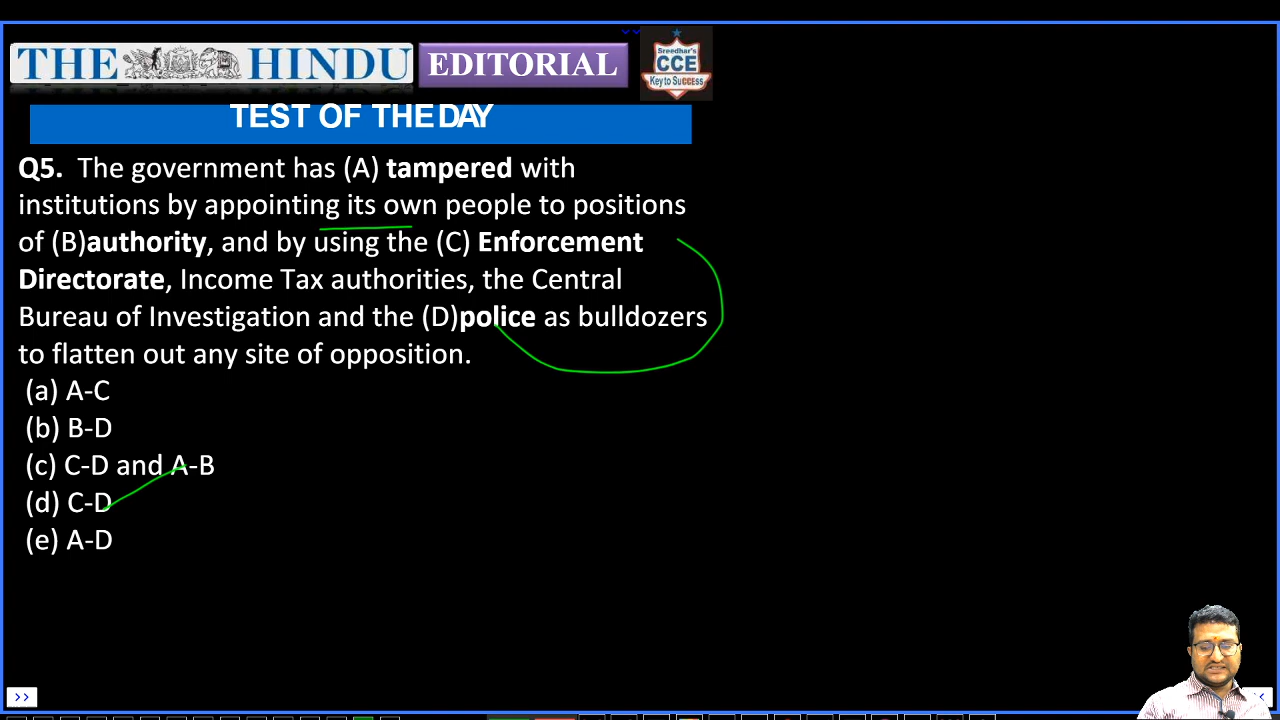 THE HINDU EDITORIAL
Sreedhar's
CCE
Key to Success
TEST OF THE DAY
Q5. The government has (A) tampered with
institutions by appointing its own people to positions
of (B)authority, and by using the (C) Enforcement
Directorate, Income Tax authorities, the Central
Bureau of Investigation and the (D)police as bulldozers
to flatten out any site of opposition.
(a) A-C
(b) B-D
(c) C-D and A-B
(d) C-D
(e) A-D
>>